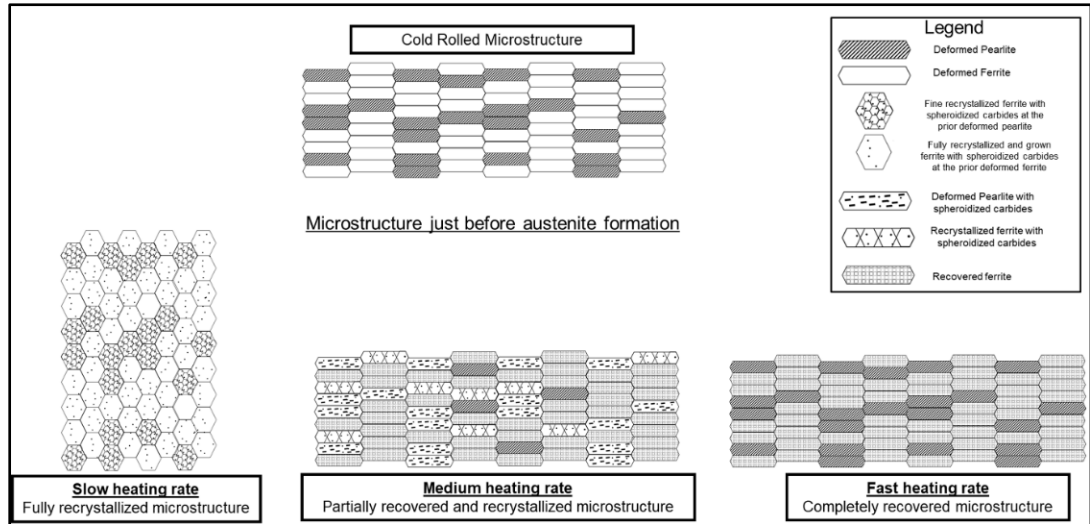 Cold Rolled Microstructure
Legend
Deformed Pearlite
Deformed Ferrite
Fine recrystallized ferrite with
spheroidized carbides at the
prior deformed pearlite
Fully recrystallized and grown
ferrite with spheroidized carbides
at the prior deformed ferrite
Deformed Pearlite with
spheroidized carbides
Recrystallized ferrite with
spheroidized carbides
Recovered ferrite
Microstructure just before austenite formation
Slow heating rate
Fully recrystallized microstructure
Medium heating rate
Partially recovered and recrystallized microstructure
Fast heating rate
Completely recovered microstructure